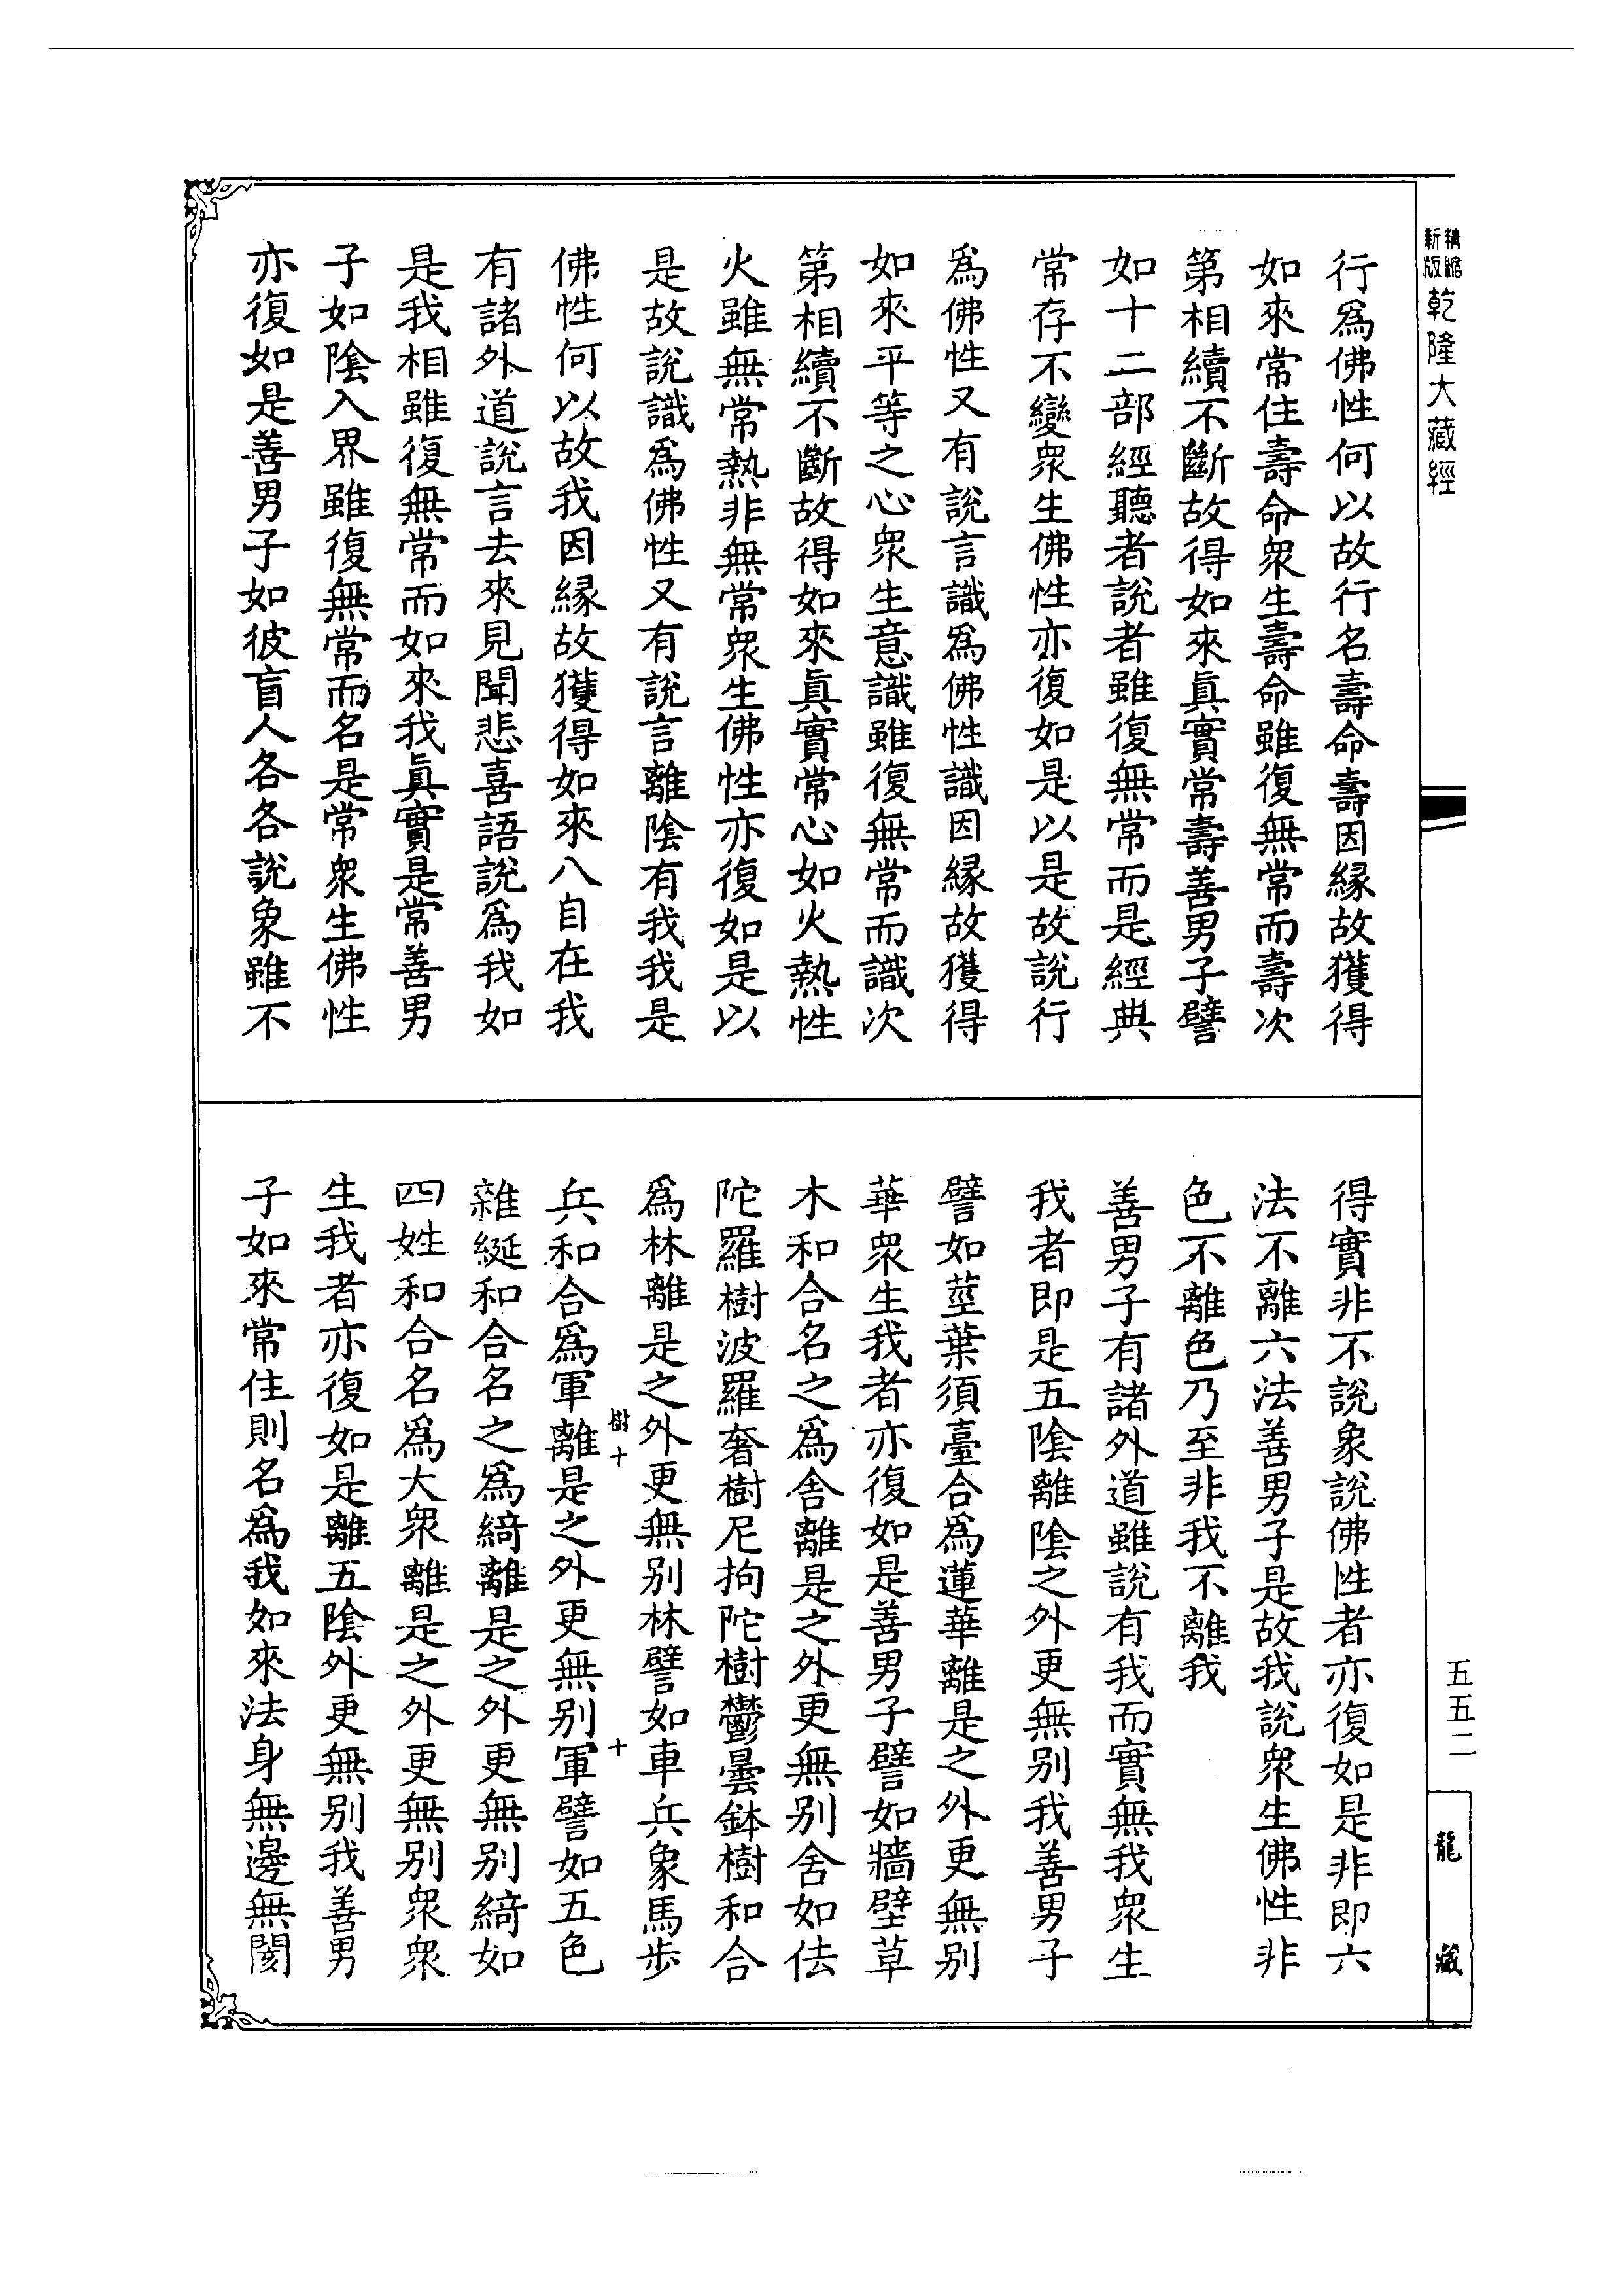 精縮新版乾隆大藏經
行爲佛性何以故行名壽命壽因緣故獲得
如來常住壽命衆生壽命雖復無常而壽次
第相續不斷故得如來眞實常壽善男子譬
如十二部經聽者說者雖復無常而是經典
常存不變衆生佛性亦復如是以是故說行
爲佛性又有說言識爲佛性識因緣故獲得
如來平等之心衆生意識雖復無常而識次
第相續不斷故得如來眞實常心如火熱性
火雖無常熱非無常衆生佛性亦復如是以
是故說識爲佛性又有說言離陰有我我是
佛性何以故我因緣故獲得如來八自在我
有諸外道說言去來見聞悲喜語說爲我如
是我相雖復無常而如來我眞實是常善男
子如陰入界雖復無常而名是常衆生佛性
亦復如是善男子如彼盲人各各說象雖不
得實非不說象說佛性者亦復如是非即六
法不離六法善男子是故我說衆生佛性非
色不離色乃至非我不離我
善男子有諸外道雖說有我而實無我衆生
我者即是五陰離陰之外更無别我善男子
譬如莖葉須臺合爲蓮華離是之外更無别
華衆生我者亦復如是善男子譬如牆壁草
木和合名之爲舍離是之外更無别舍如佉
陀羅樹波羅奢樹尼拘陀樹鬱曇鉢樹和合
爲林離是之外更無别林譬如車兵象馬步
樹十
十
兵和合爲軍離是之外更無别軍譬如五色
雜綖和合名之爲綺離是之外更無别綺如
四姓和合名爲大衆離是之外更無别衆衆
生我者亦復如是離五陰外更無别我善男
子如來常住則名爲我如來法身無邊無閡
五五二
龍藏